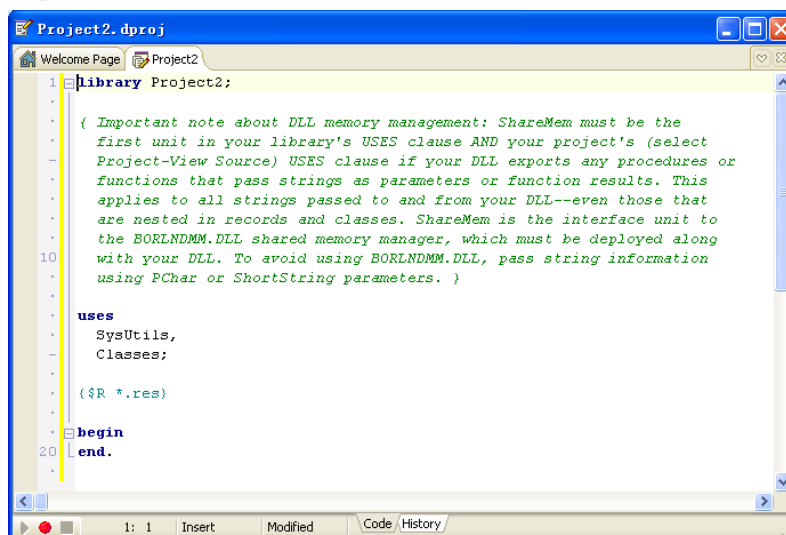 Project2.dproj
Welcome Page Project2
1 library Project2;
{ Important note about DLL memory management: ShareMem must be the
first unit in your library's USES clause AND your project's (select
Project-View Source) USES clause if your DLL exports any procedures or
functions that pass strings as parameters or function results. This
applies to all strings passed to and from your DLL--even those that
are nested in records and classes. ShareMem is the interface unit to
the BORLNDMM.DLL shared memory manager, which must be deployed along
10 with your DLL. To avoid using BORLNDMM.DLL, pass string information
using PChar or ShortString parameters. }
uses
SysUtils,
Classes;
{$R *.res}
begin
20 end.
1: 1 Insert Modified Code History